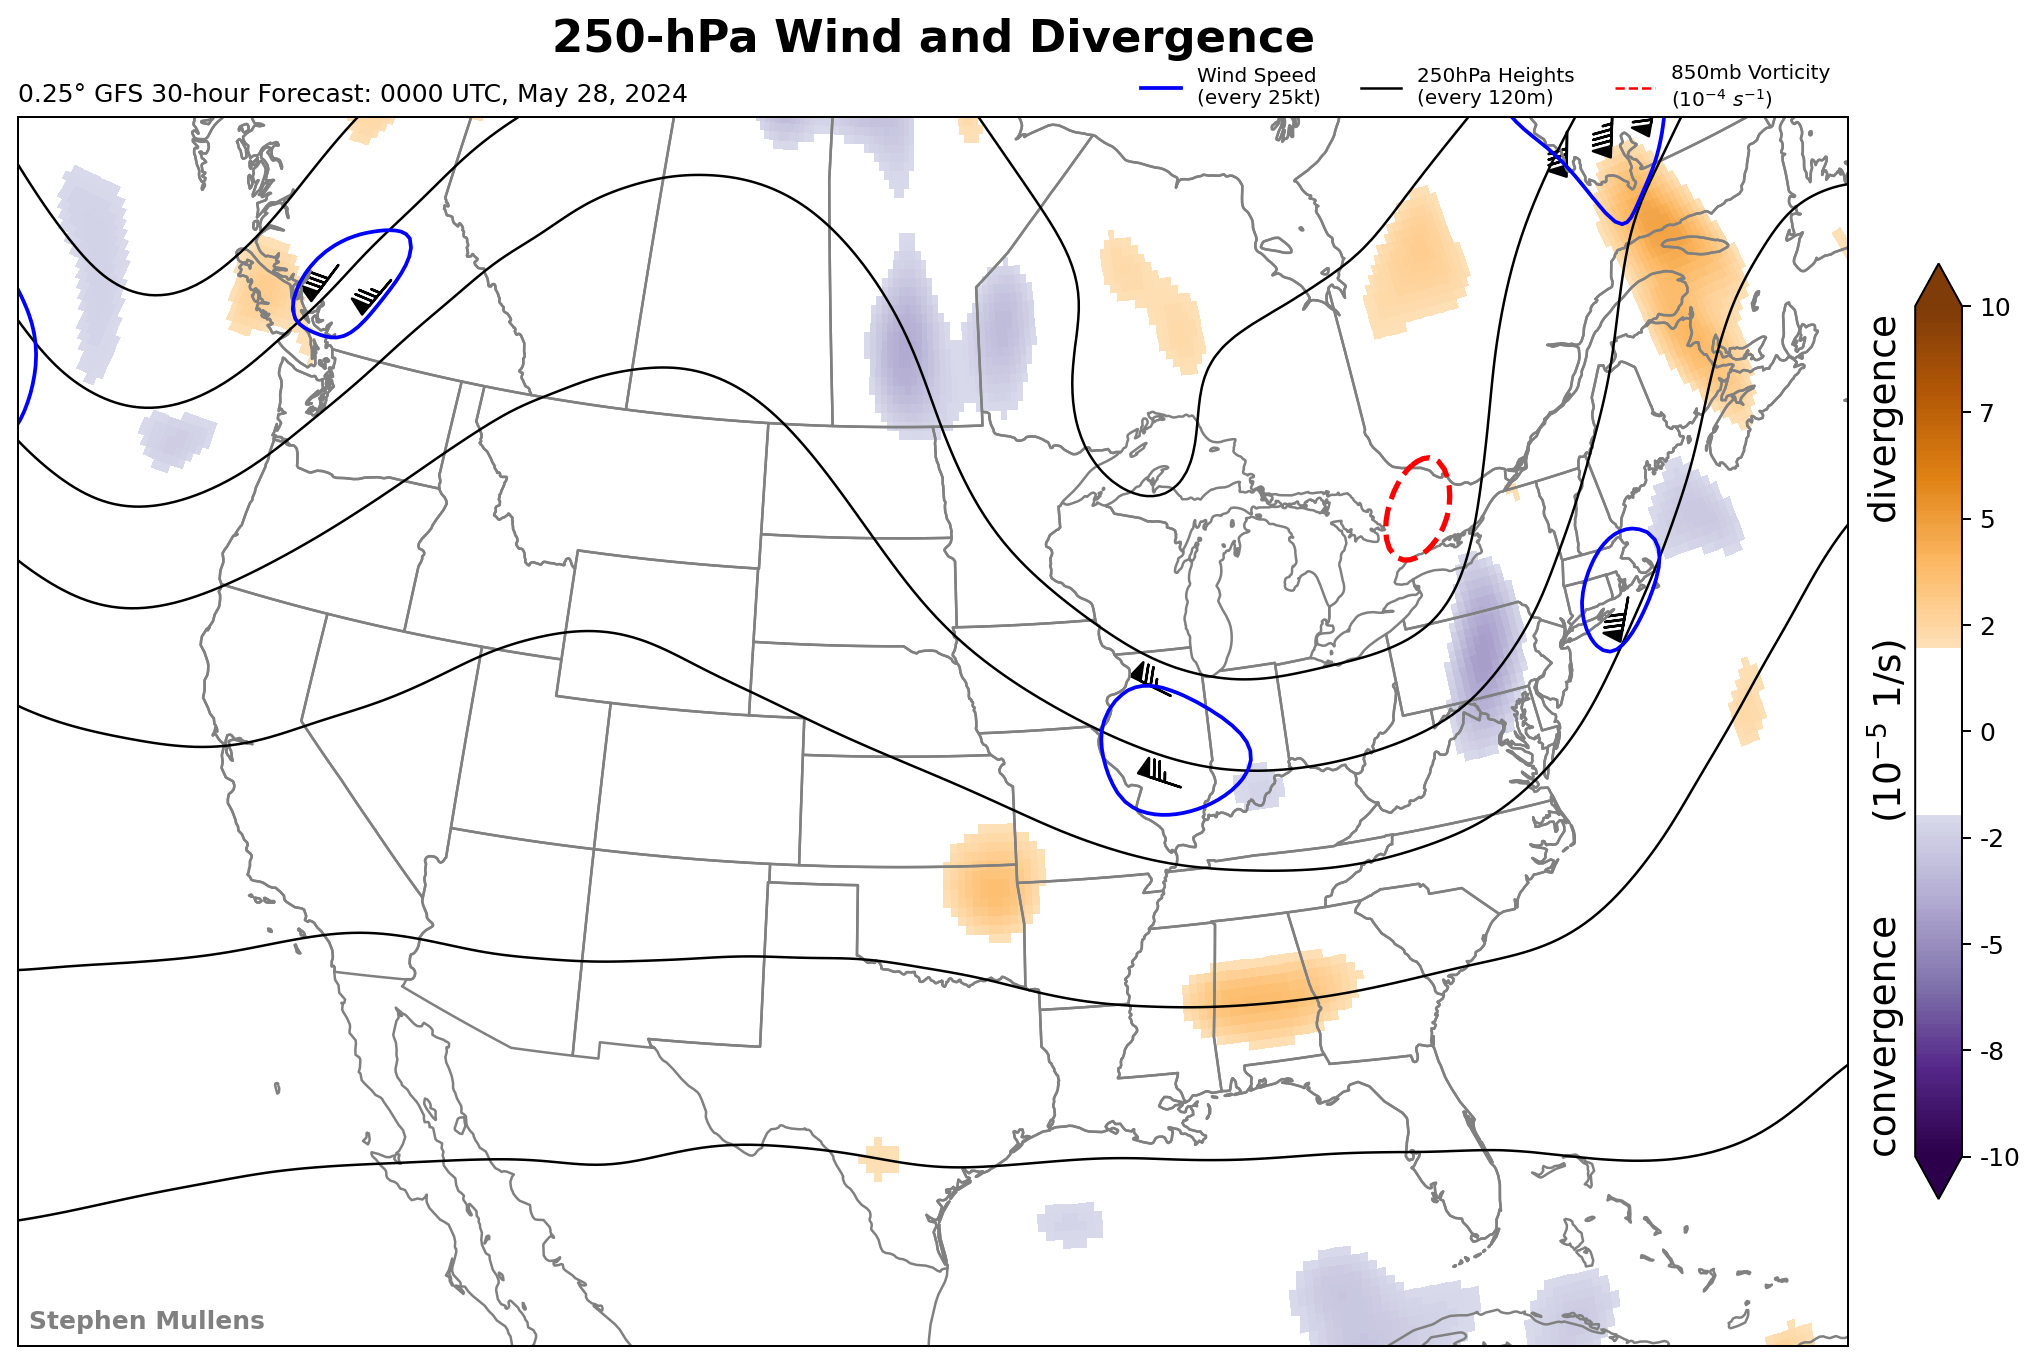 250-hPa Wind and Divergence
0.25° GFS 30-hour Forecast: 0000 UTC, May 28, 2024
Wind Speed
(every 25kt)
250hPa Heights
(every 120m)
850mb Vorticity
(10⁻⁴ s⁻¹)
10
7
5
2
0
-2
-5
-8
-10
convergence (10⁻⁵ 1/s) divergence
Stephen Mullens